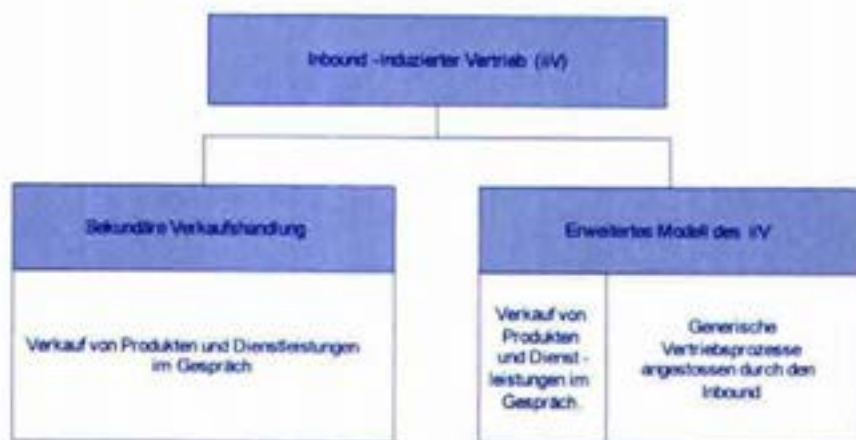 Inbound -Induzierter Vertrieb (iIV)
Sekundäre Verkaufshandlung
Verkauf von Produkten und Dienstleistungen
im Gespräch
Erweitertes Modell des iIV
Verkauf von
Produkten
und Dienst -
leistungen im
Gespräch.
Generische
Vertriebsprozesse
angestossen durch den
Inbound